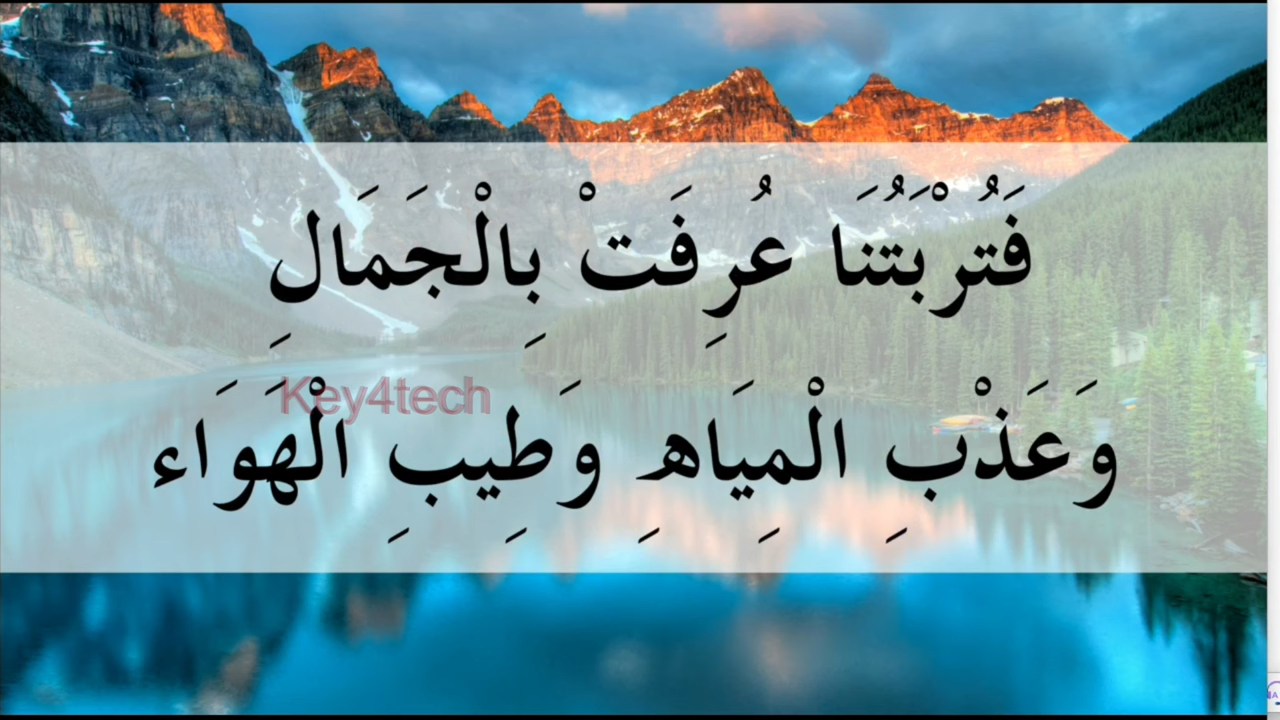 فَتُرْبَتُنَا عُرِفَتْ بِالْجَمَالِ
Key4tech
وَعَذْبِ الْمِيَاهِ وَطِيبِ الْهَوَاء